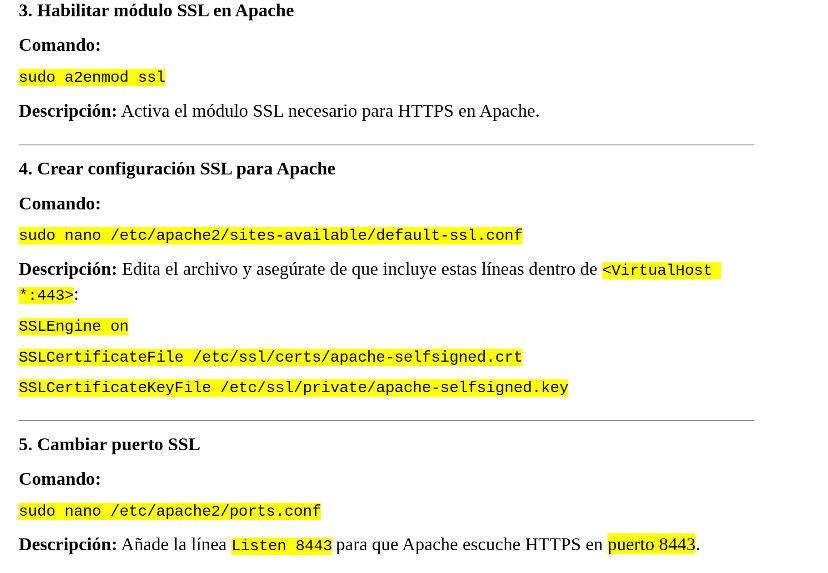 3. Habilitar módulo SSL en Apache
Comando:
sudo a2enmod ssl
Descripción: Activa el módulo SSL necesario para HTTPS en Apache.
4. Crear configuración SSL para Apache
Comando:
sudo nano /etc/apache2/sites-available/default-ssl.conf
Descripción: Edita el archivo y asegúrate de que incluye estas líneas dentro de <VirtualHost
*:443>:
SSLEngine on
SSLCertificateFile /etc/ssl/certs/apache-selfsigned.crt
SSLCertificateKeyFile /etc/ssl/private/apache-selfsigned.key
5. Cambiar puerto SSL
Comando:
sudo nano /etc/apache2/ports.conf
Descripción: Añade la línea Listen 8443 para que Apache escuche HTTPS en puerto 8443.